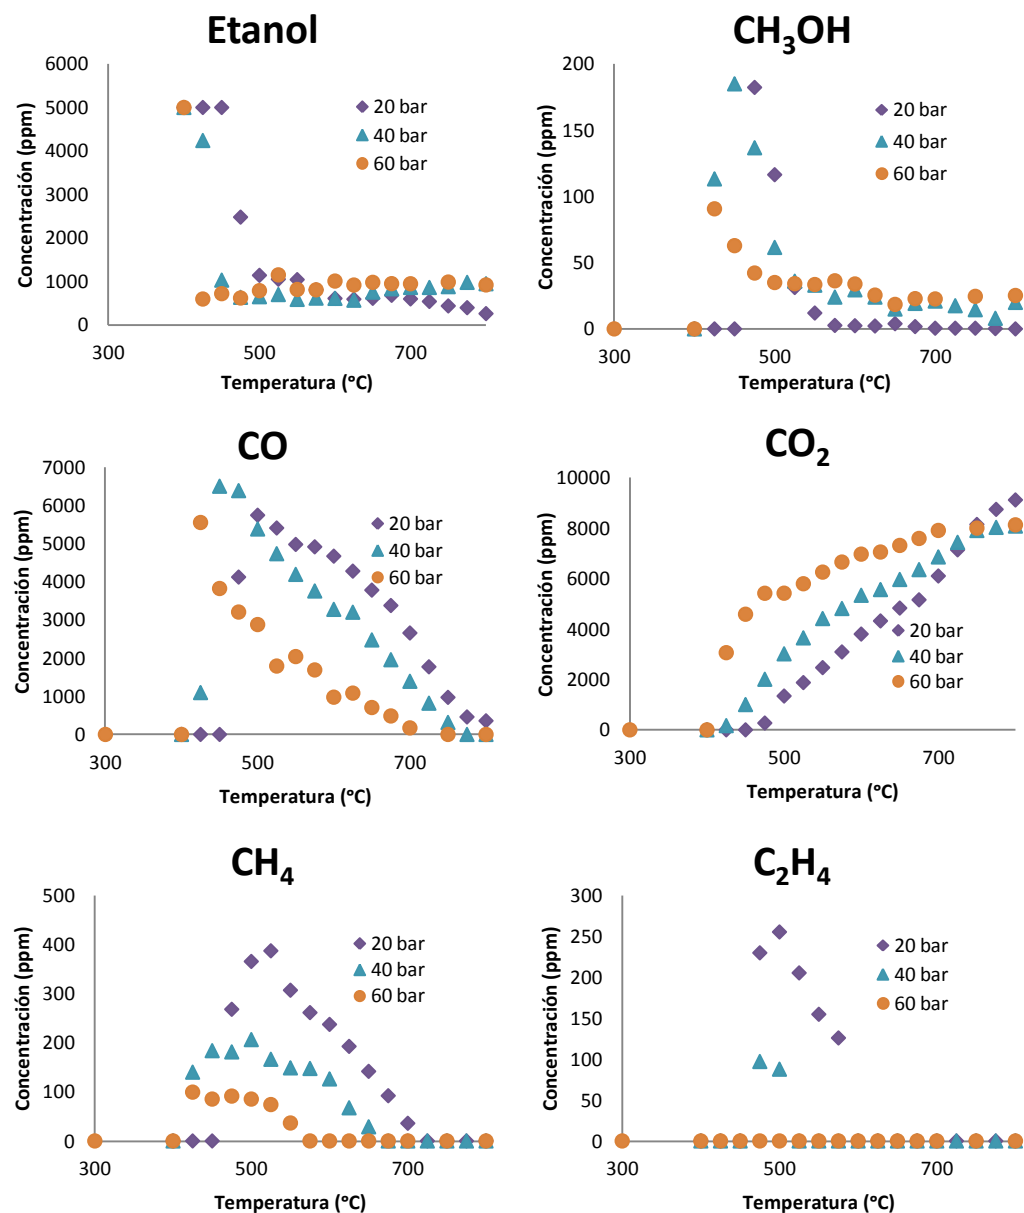 Etanol
Concentración (ppm)
6000
5000
4000
3000
2000
1000
0
300
500
700
Temperatura (°C)
20 bar
40 bar
60 bar
CH₃OH
Concentración (ppm)
200
150
100
50
0
300
500
700
Temperatura (°C)
20 bar
40 bar
60 bar
CO
Concentración (ppm)
7000
6000
5000
4000
3000
2000
1000
0
300
500
700
Temperatura (°C)
20 bar
40 bar
60 bar
CO₂
Concentración (ppm)
10000
8000
6000
4000
2000
0
300
500
700
Temperatura (°C)
20 bar
40 bar
60 bar
CH₄
Concentración (ppm)
500
400
300
200
100
0
300
500
700
Temperatura (°C)
20 bar
40 bar
60 bar
C₂H₄
Concentración (ppm)
300
250
200
150
100
50
0
300
500
700
Temperatura (°C)
20 bar
40 bar
60 bar